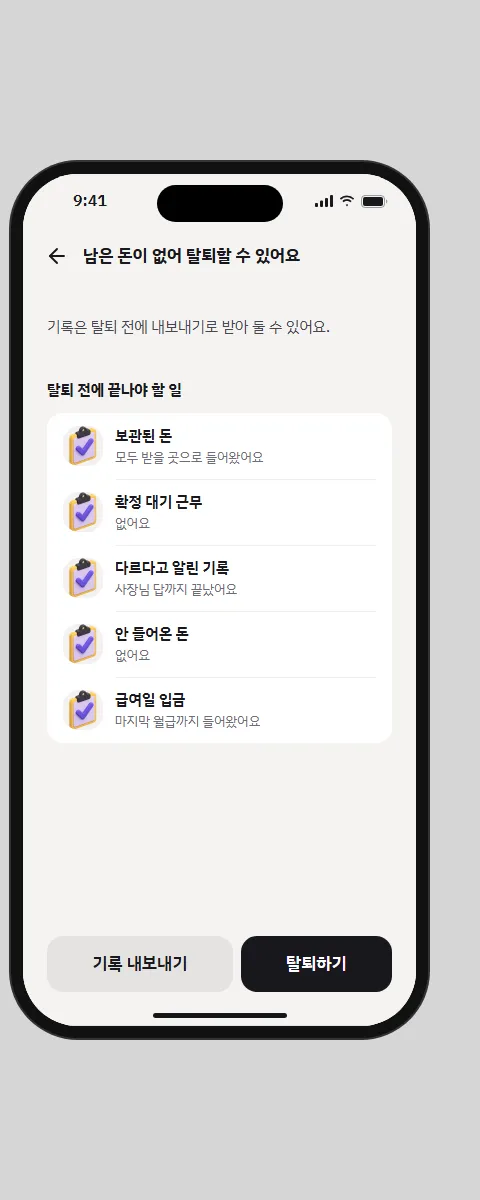 9:41
남은 돈이 없어 탈퇴할 수 있어요
기록은 탈퇴 전에 내보내기로 받아 둘 수 있어요.
탈퇴 전에 끝나야 할 일
보관된 돈
모두 받을 곳으로 들어왔어요
확정 대기 근무
없어요
다르다고 알린 기록
사장님 답까지 끝났어요
안 들어온 돈
없어요
급여일 입금
마지막 월급까지 들어왔어요
기록 내보내기
탈퇴하기